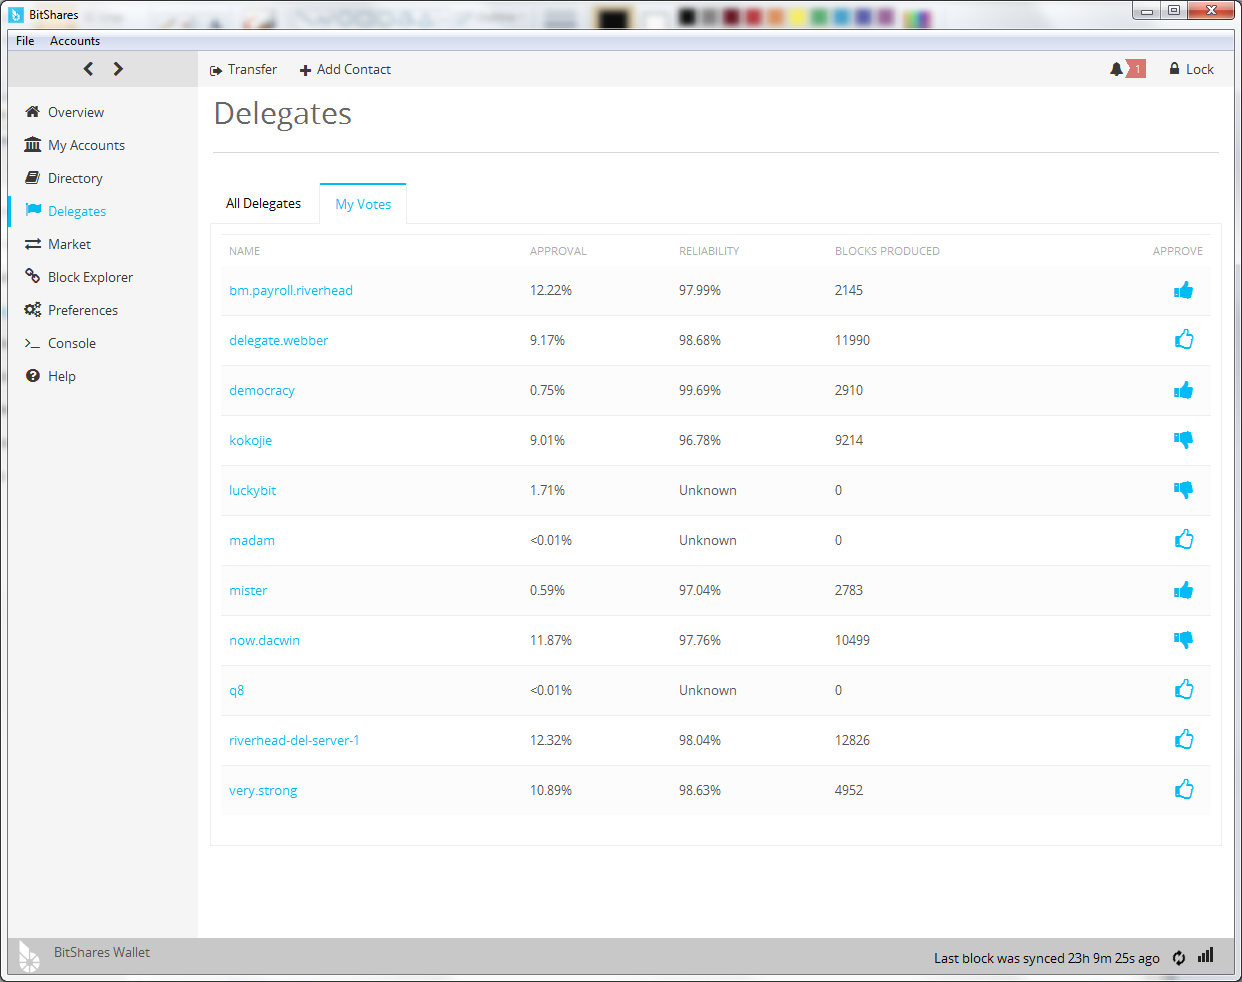 BitShares
File Accounts
Transfer Add Contact 1 Lock
Overview
My Accounts
Directory
Delegates
Market
Block Explorer
Preferences
Console
Help
Delegates
All Delegates My Votes
NAME APPROVAL RELIABILITY BLOCKS PRODUCED APPROVE
bm.payroll.riverhead 12.22% 97.99% 2145
delegate.webber 9.17% 98.68% 11990
democracy 0.75% 99.69% 2910
kokojie 9.01% 96.78% 9214
luckybit 1.71% Unknown 0
madam <0.01% Unknown 0
mister 0.59% 97.04% 2783
now.dacwin 11.87% 97.76% 10499
q8 <0.01% Unknown 0
riverhead-del-server-1 12.32% 98.04% 12826
very.strong 10.89% 98.63% 4952
BitShares Wallet
Last block was synced 23h 9m 25s ago